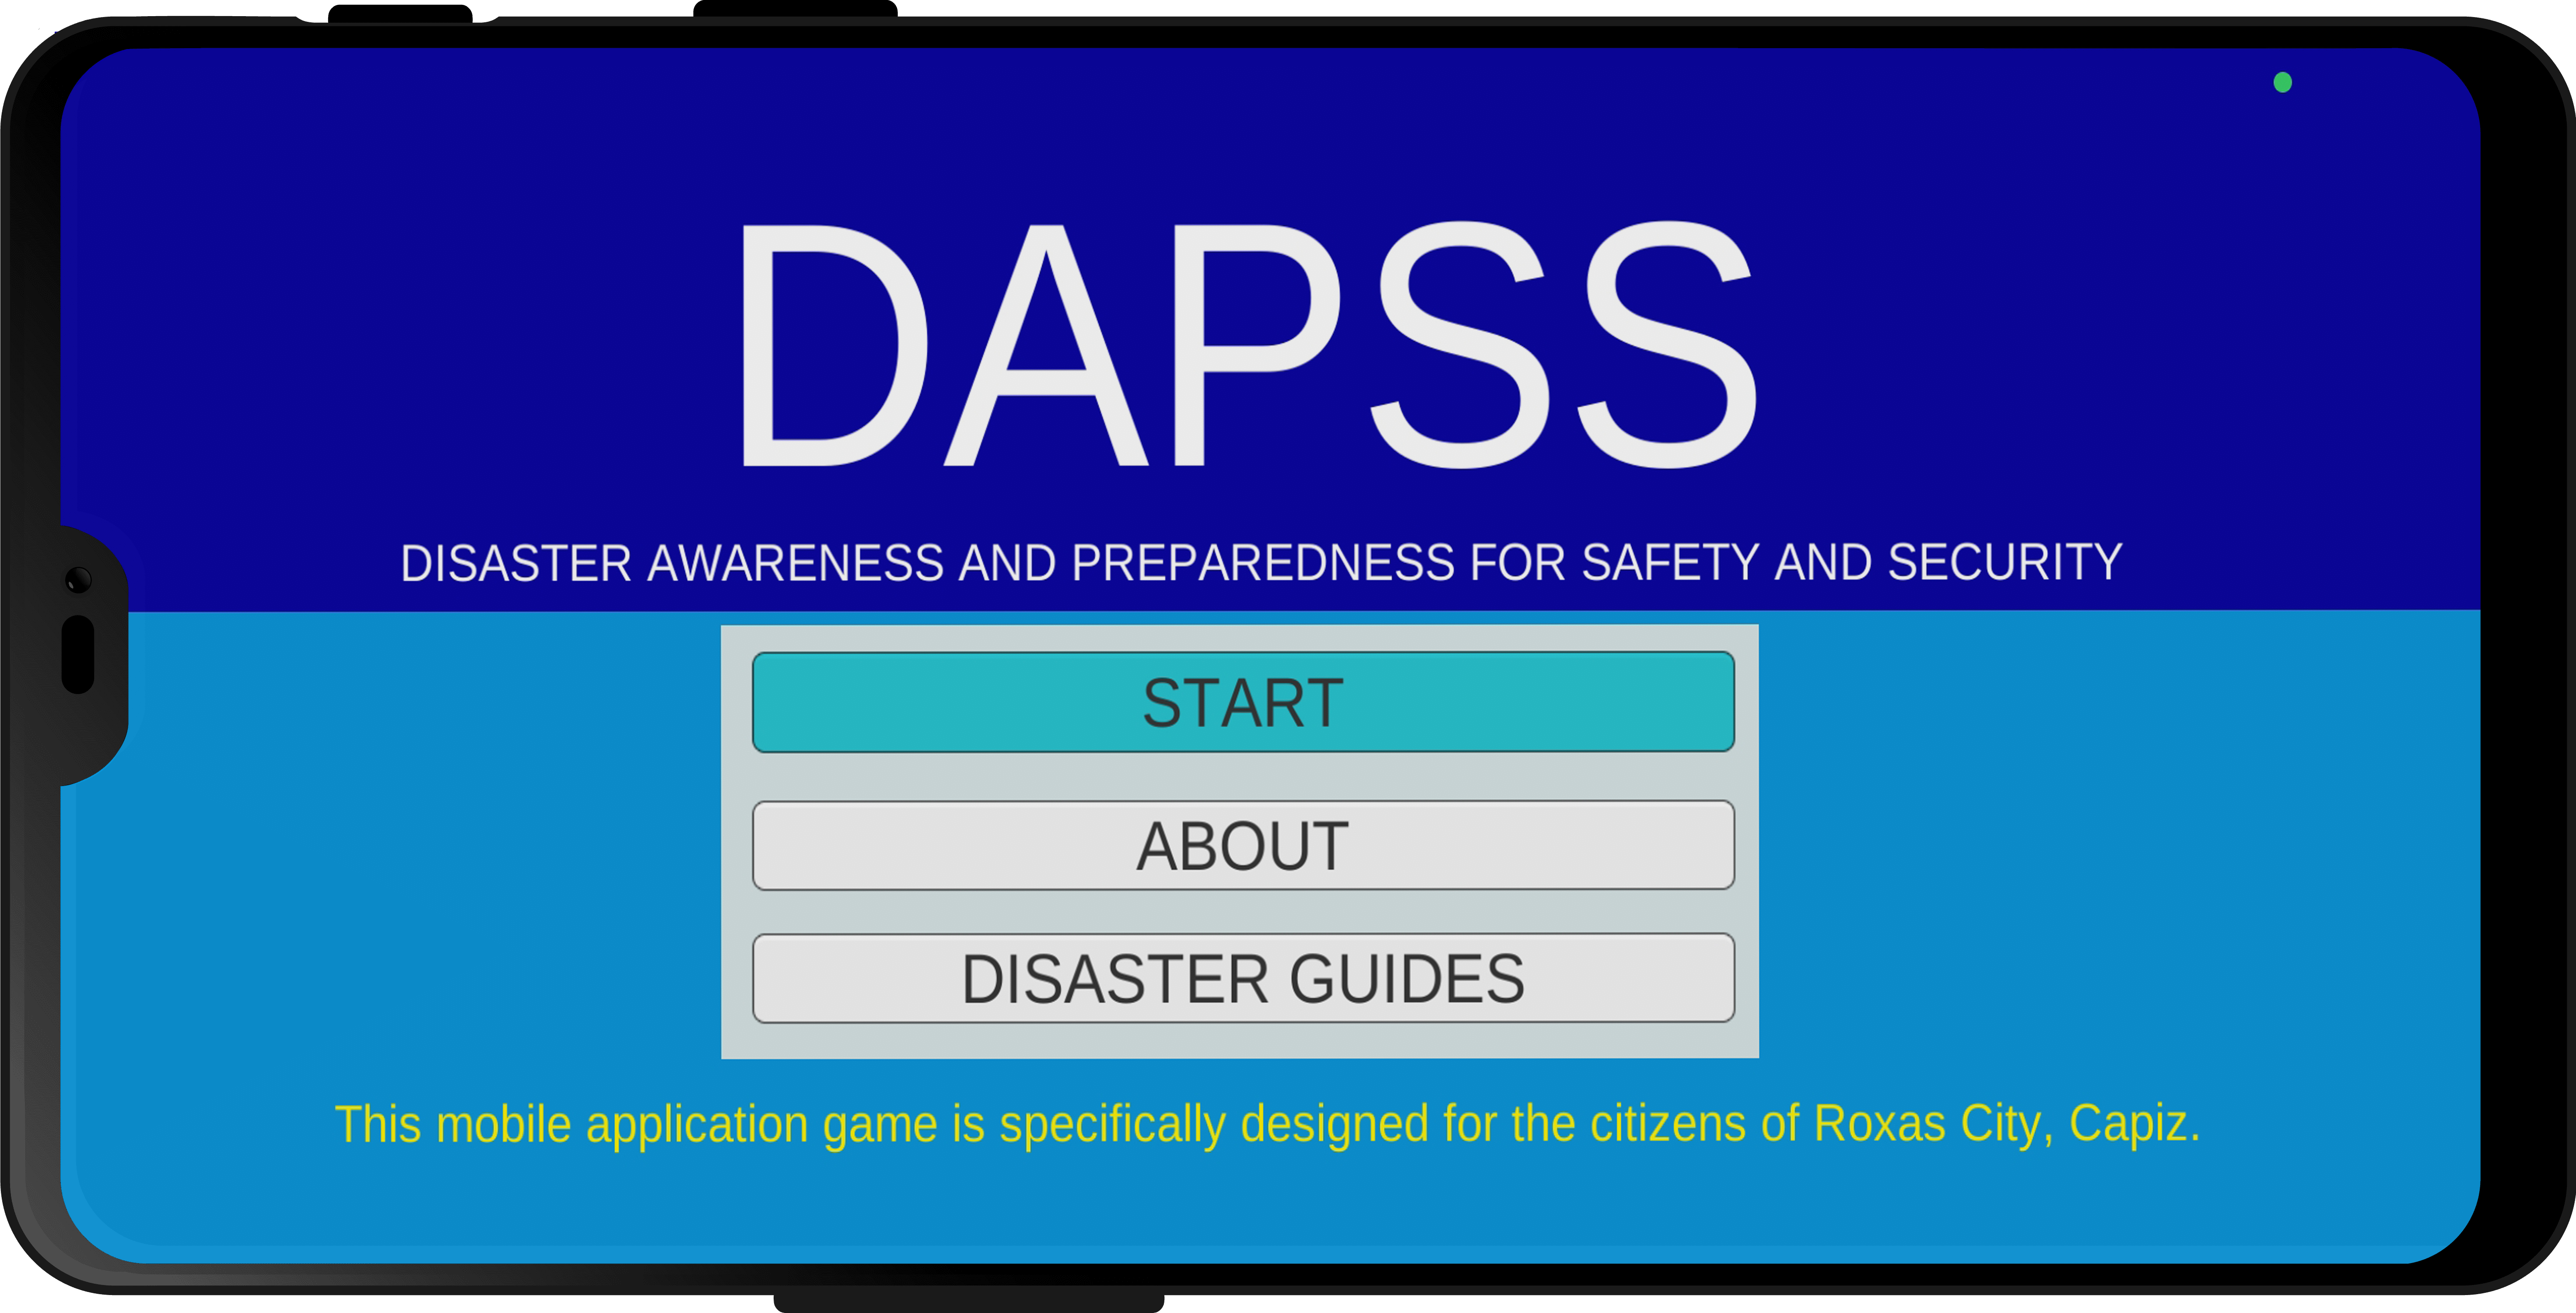 DAPSS
DISASTER AWARENESS AND PREPAREDNESS FOR SAFETY AND SECURITY
START
ABOUT
DISASTER GUIDES
This mobile application game is specifically designed for the citizens of Roxas City, Capiz.